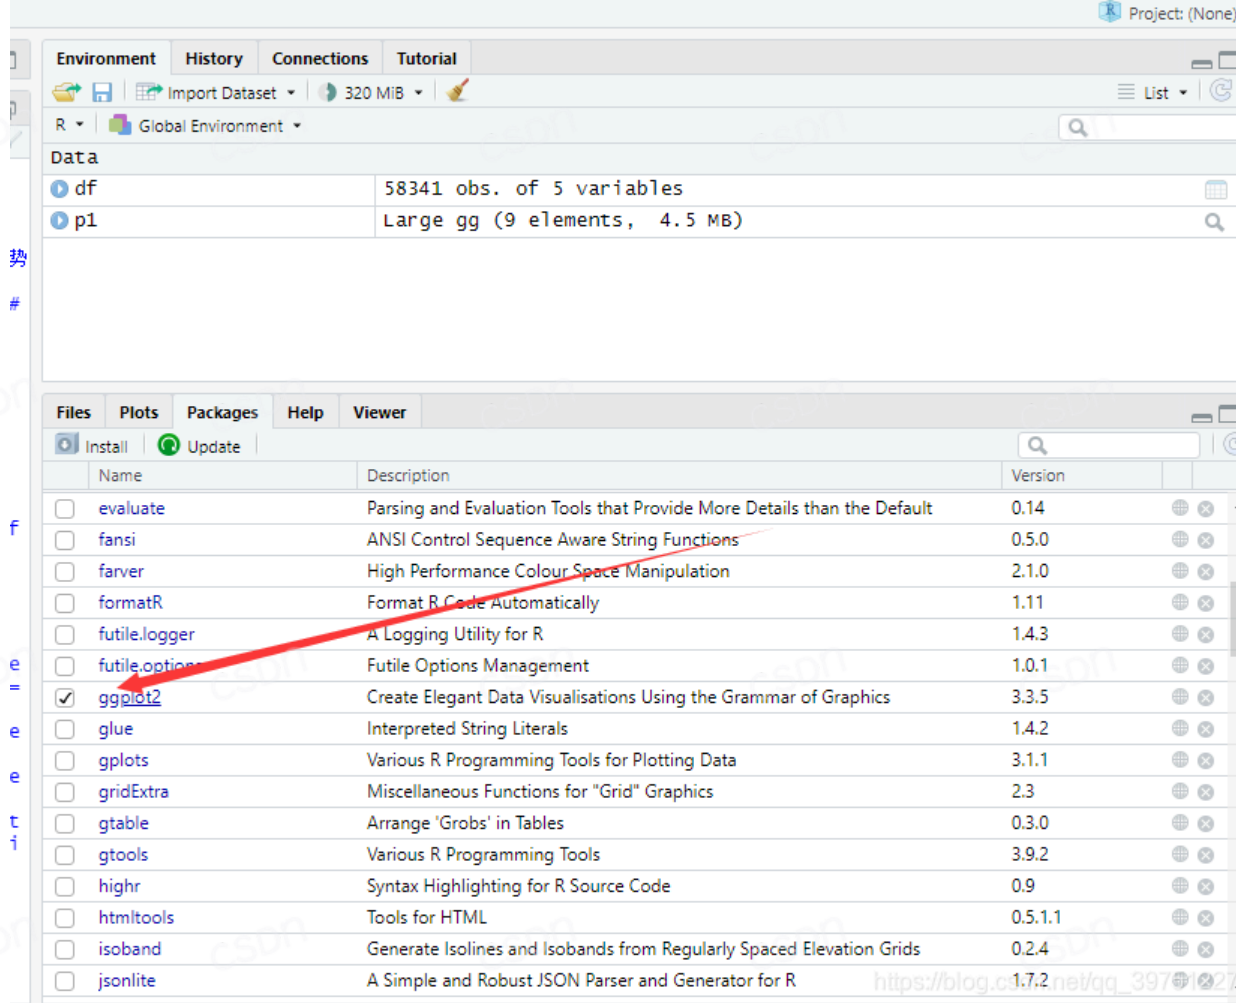 Project: (None)
Environment History Connections Tutorial
Import Dataset 320 MiB List
R Global Environment
Data
df 58341 obs. of 5 variables
p1 Large gg (9 elements, 4.5 MB)
势
#
f
e
=
e
e
t
i
Files Plots Packages Help Viewer
Install Update
Name Description Version
evaluate Parsing and Evaluation Tools that Provide More Details than the Default 0.14
fansi ANSI Control Sequence Aware String Functions 0.5.0
farver High Performance Colour Space Manipulation 2.1.0
formatR Format R Code Automatically 1.11
futile.logger A Logging Utility for R 1.4.3
futile.options Futile Options Management 1.0.1
ggplot2 Create Elegant Data Visualisations Using the Grammar of Graphics 3.3.5
glue Interpreted String Literals 1.4.2
gplots Various R Programming Tools for Plotting Data 3.1.1
gridExtra Miscellaneous Functions for "Grid" Graphics 2.3
gtable Arrange 'Grobs' in Tables 0.3.0
gtools Various R Programming Tools 3.9.2
highr Syntax Highlighting for R Source Code 0.9
htmltools Tools for HTML 0.5.1.1
isoband Generate Isolines and Isobands from Regularly Spaced Elevation Grids 0.2.4
jsonlite A Simple and Robust JSON Parser and Generator for R 1.7.2